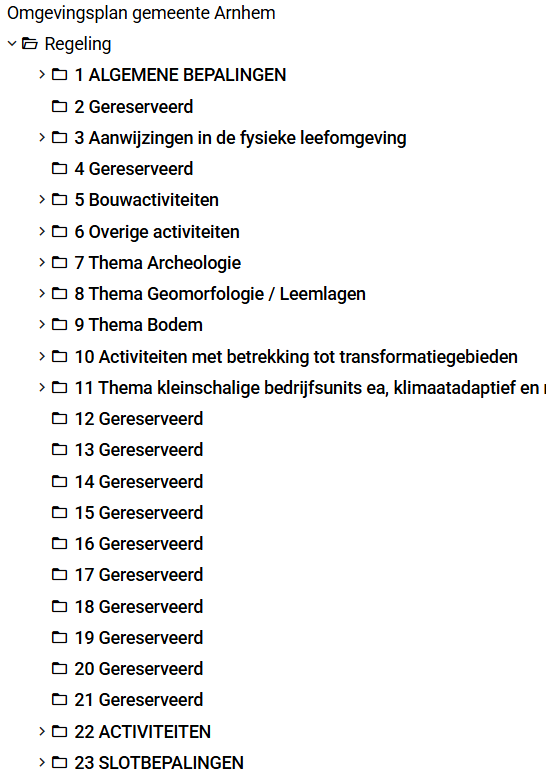 Omgevingsplan gemeente Arnhem
Regeling
1 ALGEMENE BEPALINGEN
2 Gereserveerd
3 Aanwijzingen in de fysieke leefomgeving
4 Gereserveerd
5 Bouwactiviteiten
6 Overige activiteiten
7 Thema Archeologie
8 Thema Geomorfologie / Leemlagen
9 Thema Bodem
10 Activiteiten met betrekking tot transformatiegebieden
11 Thema kleinschalige bedrijfsunits ea, klimaatadaptief en
12 Gereserveerd
13 Gereserveerd
14 Gereserveerd
15 Gereserveerd
16 Gereserveerd
17 Gereserveerd
18 Gereserveerd
19 Gereserveerd
20 Gereserveerd
21 Gereserveerd
22 ACTIVITEITEN
23 SLOTBEPALINGEN